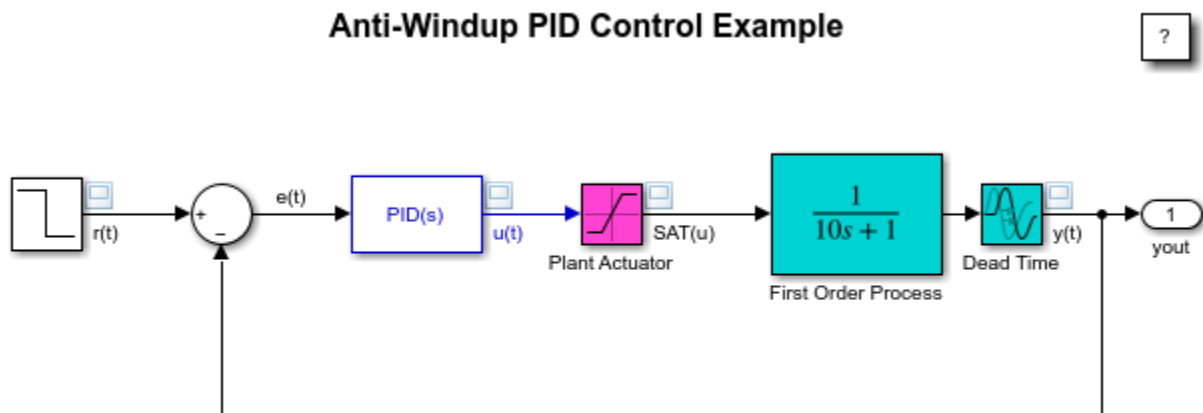 Anti-Windup PID Control Example
?
r(t)
+
−
e(t)
PID(s)
u(t)
Plant Actuator
SAT(u)
1
10s + 1
First Order Process
Dead Time
y(t)
1
yout